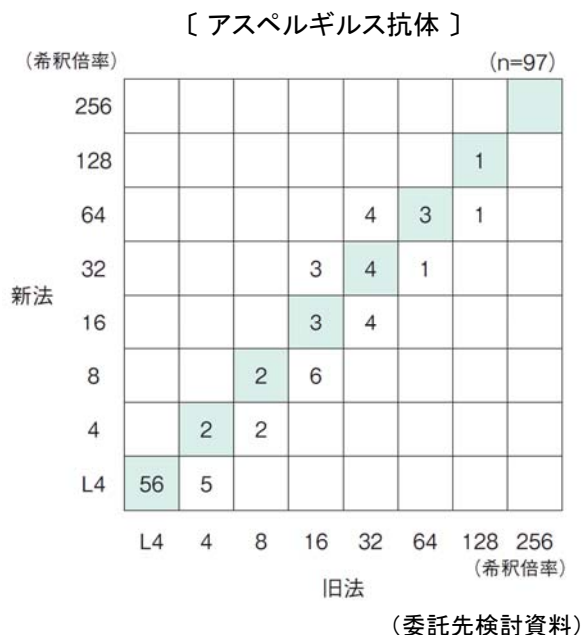 〔 アスペルギルス抗体 〕
（希釈倍率）
（n=97）
256
128 1
64 4 3 1
32 3 4 1
新法
16 3 4
8 2 6
4 2 2
L4 56 5
L4 4 8 16 32 64 128 256
（希釈倍率）
旧法
（委託先検討資料）